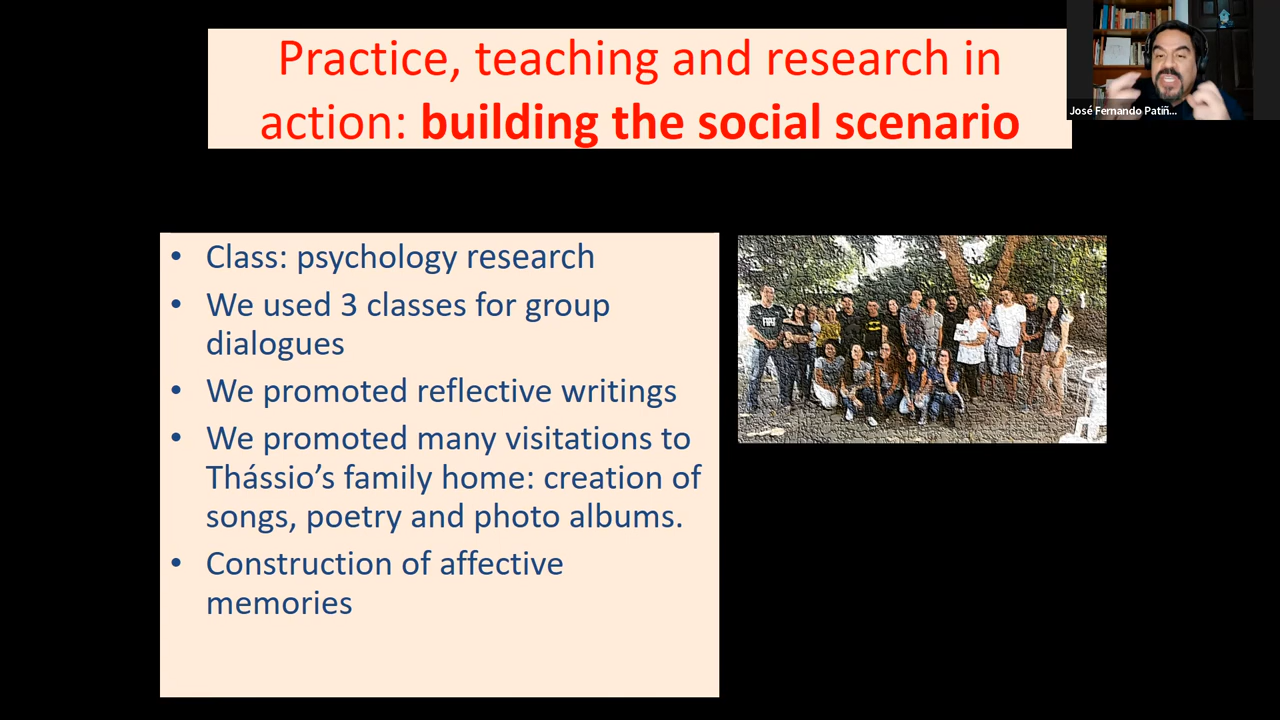 Practice, teaching and research in
action: building the social scenario
José Fernando Patiñ...
• Class: psychology research
• We used 3 classes for group
dialogues
• We promoted reflective writings
• We promoted many visitations to
Thássio’s family home: creation of
songs, poetry and photo albums.
• Construction of affective
memories